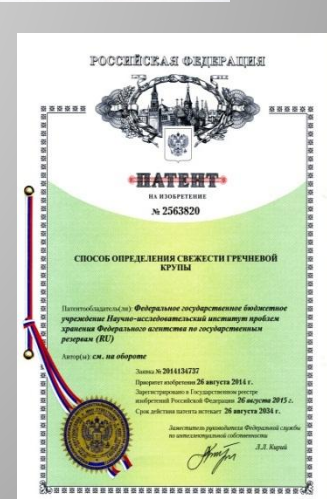 РОССИЙСКАЯ ФЕДЕРАЦИЯ
ПАТЕНТ
НА ИЗОБРЕТЕНИЕ
№ 2563820
СПОСОБ ОПРЕДЕЛЕНИЯ СВЕЖЕСТИ ГРЕЧНЕВОЙ
КРУПЫ
Патентообладатель(ли): Федеральное государственное бюджетное
учреждение Научно-исследовательский институт проблем
хранения Федерального агентства по государственным
резервам (RU)
Автор(ы): см. на обороте
Заявка № 2014134737
Приоритет изобретения 26 августа 2014 г.
Зарегистрировано в Государственном реестре
изобретений Российской Федерации 26 августа 2015 г.
Срок действия патента истекает 26 августа 2034 г.
Заместитель руководителя Федеральной службы
по интеллектуальной собственности
Л.Л. Кирий